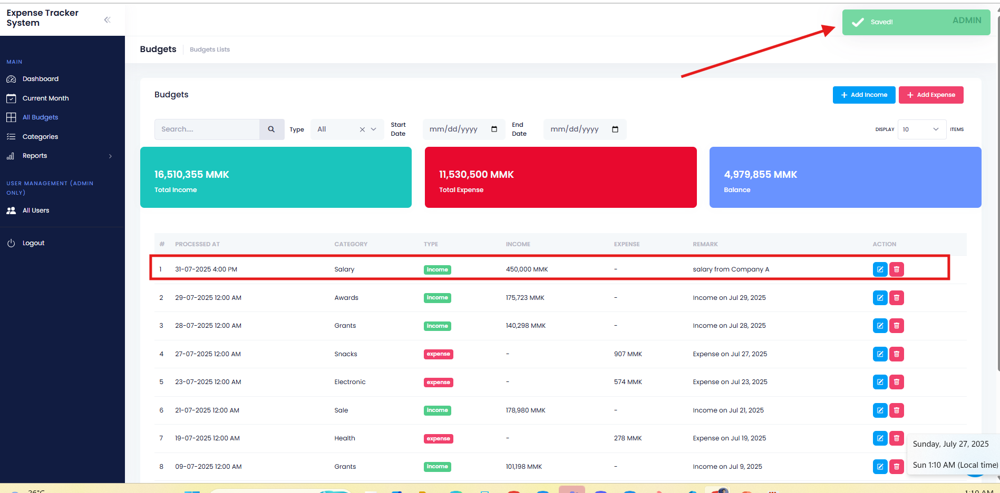 Expense Tracker
System
Saved!
ADMIN
Budgets
Budgets Lists
MAIN
Dashboard
Current Month
All Budgets
Categories
Reports
USER MANAGEMENT (ADMIN
ONLY)
All Users
Logout
Budgets
Add Income
Add Expense
Search....
Type
All
Start
Date
mm/dd/yyyy
End
Date
mm/dd/yyyy
DISPLAY
10
ITEMS
16,510,355 MMK
Total Income
11,530,500 MMK
Total Expense
4,979,855 MMK
Balance
# PROCESSED AT CATEGORY TYPE INCOME EXPENSE REMARK ACTION
1 31-07-2025 4:00 PM Salary income 450,000 MMK - salary from Company A
2 29-07-2025 12:00 AM Awards income 175,723 MMK - Income on Jul 29, 2025
3 28-07-2025 12:00 AM Grants income 140,298 MMK - Income on Jul 28, 2025
4 27-07-2025 12:00 AM Snacks expense - 907 MMK Expense on Jul 27, 2025
5 23-07-2025 12:00 AM Electronic expense - 574 MMK Expense on Jul 23, 2025
6 21-07-2025 12:00 AM Sale income 178,980 MMK - Income on Jul 21, 2025
7 19-07-2025 12:00 AM Health expense - 278 MMK Expense on Jul 19, 2025
8 09-07-2025 12:00 AM Grants income 101,198 MMK - Income on Jul 9, 2025
Sunday, July 27, 2025
Sun 1:10 AM (Local time)
26°C
1:10 AM